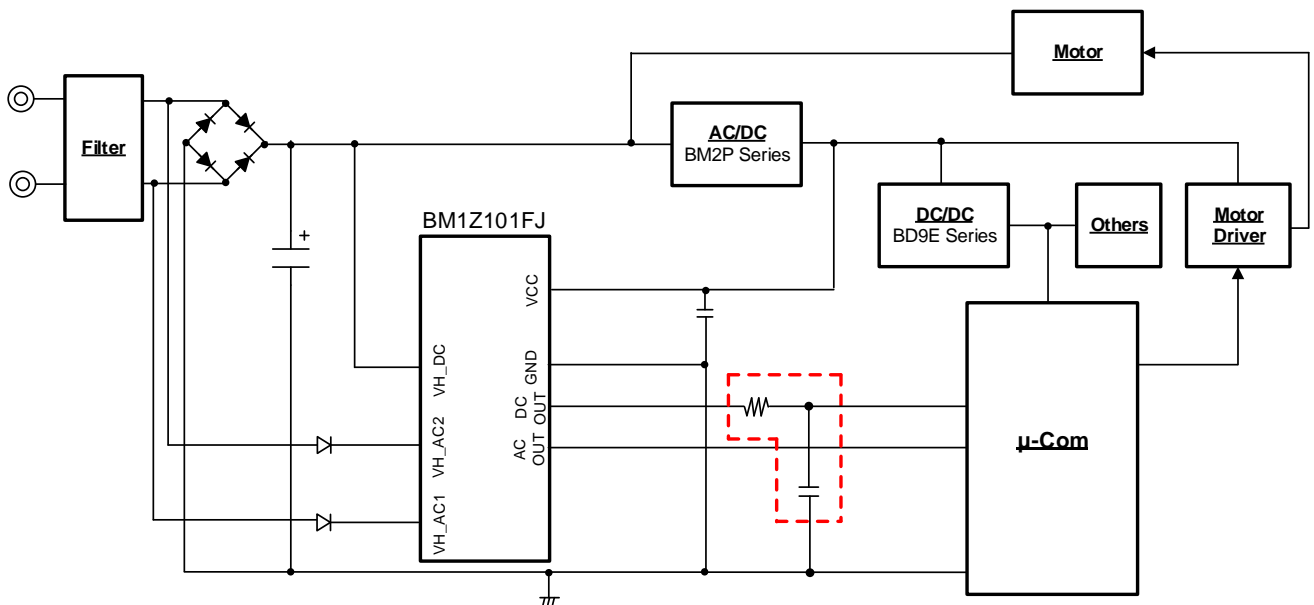 Motor
Filter
AC/DC
BM2P Series
BM1Z101FJ
DC/DC
BD9E Series
Others
Motor
Driver
+
VCC
VH_DC
GND
DC
OUT
VH_AC2
AC
OUT
VH_AC1
µ-Com